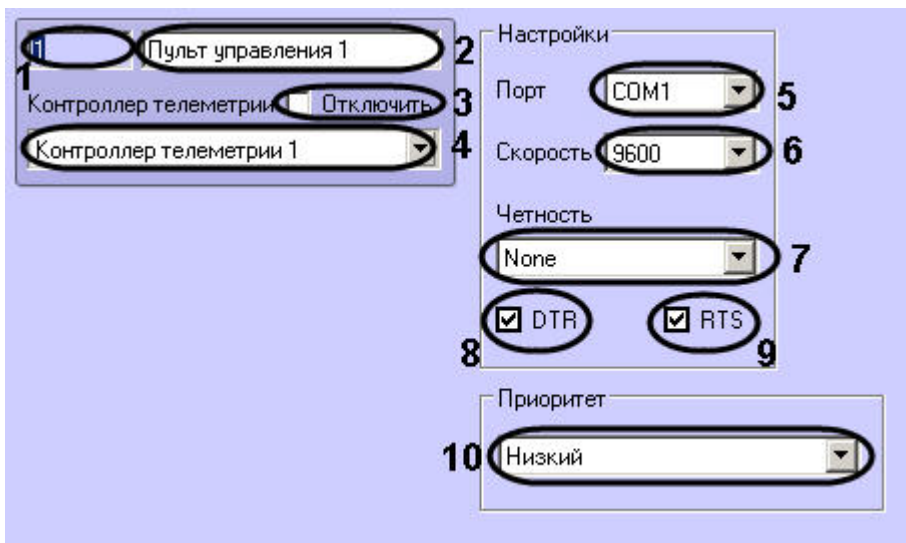 1 Пульт управления 1 2
1
Контроллер телеметрии Отключить 3
Контроллер телеметрии 1 4
Настройки
Порт COM1 5
Скорость 9600 6
Четность
None 7
DTR RTS
8 9
Приоритет
10 Низкий